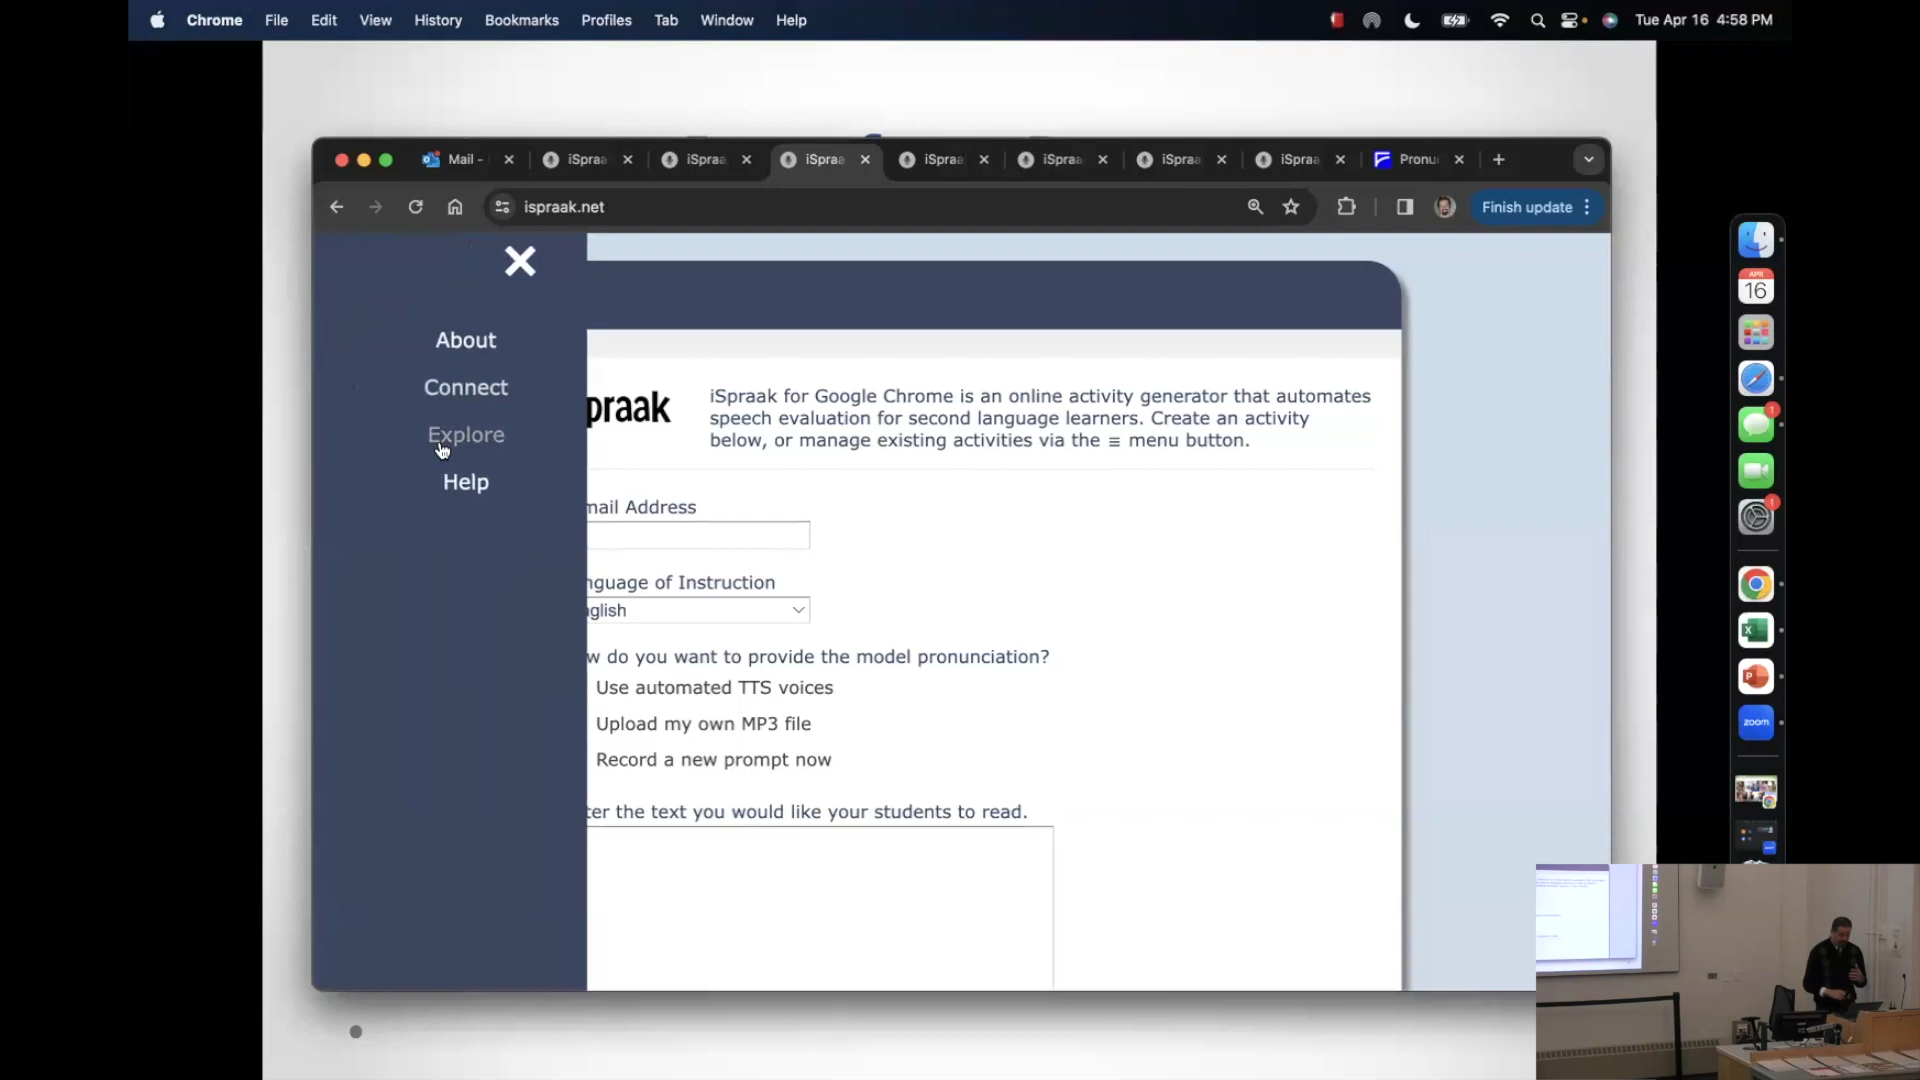 Chrome File Edit View History Bookmarks Profiles Tab Window Help Tue Apr 16 4:58 PM
Mail - iSpraa iSpraa iSpraa iSpraa iSpraa iSpraa iSpraa Pronu
ispraak.net Finish update
About
Connect
Explore
Help
praak
iSpraak for Google Chrome is an online activity generator that automates
speech evaluation for second language learners. Create an activity
below, or manage existing activities via the ≡ menu button.
mail Address
nguage of Instruction
glish
w do you want to provide the model pronunciation?
Use automated TTS voices
Upload my own MP3 file
Record a new prompt now
ter the text you would like your students to read.
APR
16
1
1
zoom